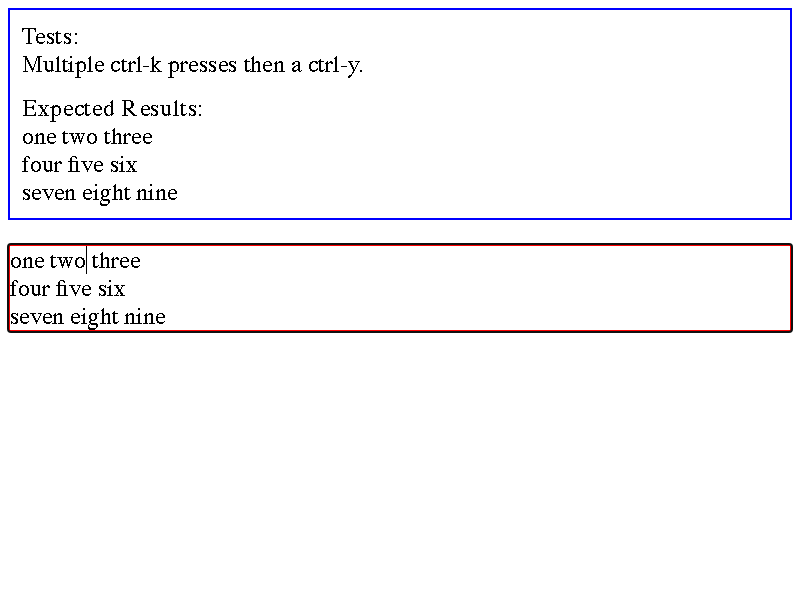 Tests:
Multiple ctrl-k presses then a ctrl-y.
Expected Results:
one two three
four five six
seven eight nine
one two three
four five six
seven eight nine